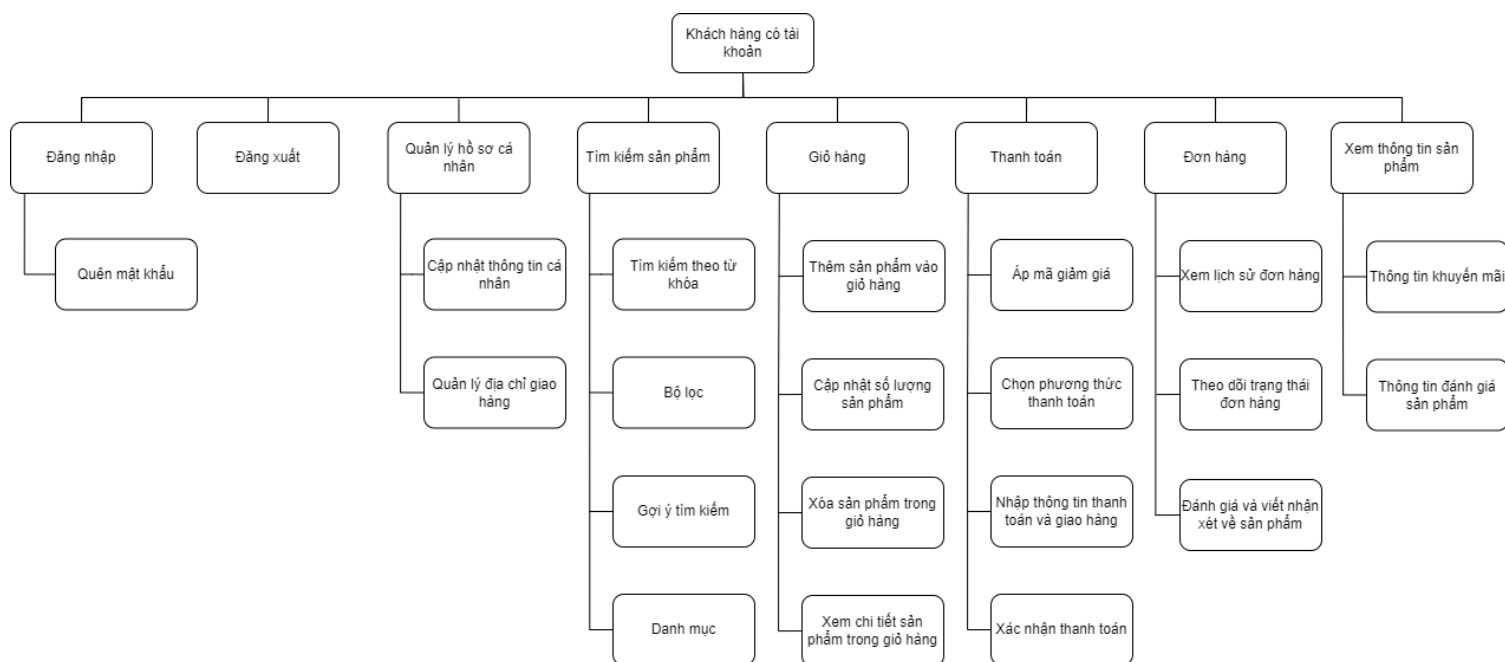 Khách hàng có tài
khoản
Đăng nhập
Đăng xuất
Quản lý hồ sơ cá
nhân
Tìm kiếm sản phẩm
Giỏ hàng
Thanh toán
Đơn hàng
Xem thông tin sản
phẩm
Quên mật khẩu
Cập nhật thông tin cá
nhân
Tìm kiếm theo từ
khóa
Thêm sản phẩm vào
giỏ hàng
Áp mã giảm giá
Xem lịch sử đơn hàng
Thông tin khuyến mãi
Quản lý địa chỉ giao
hàng
Bộ lọc
Cập nhật số lượng
sản phẩm
Chọn phương thức
thanh toán
Theo dõi trạng thái
đơn hàng
Thông tin đánh giá
sản phẩm
Gợi ý tìm kiếm
Xóa sản phẩm trong
giỏ hàng
Nhập thông tin thanh
toán và giao hàng
Đánh giá và viết nhận
xét về sản phẩm
Danh mục
Xem chi tiết sản
phẩm trong giỏ hàng
Xác nhận thanh toán